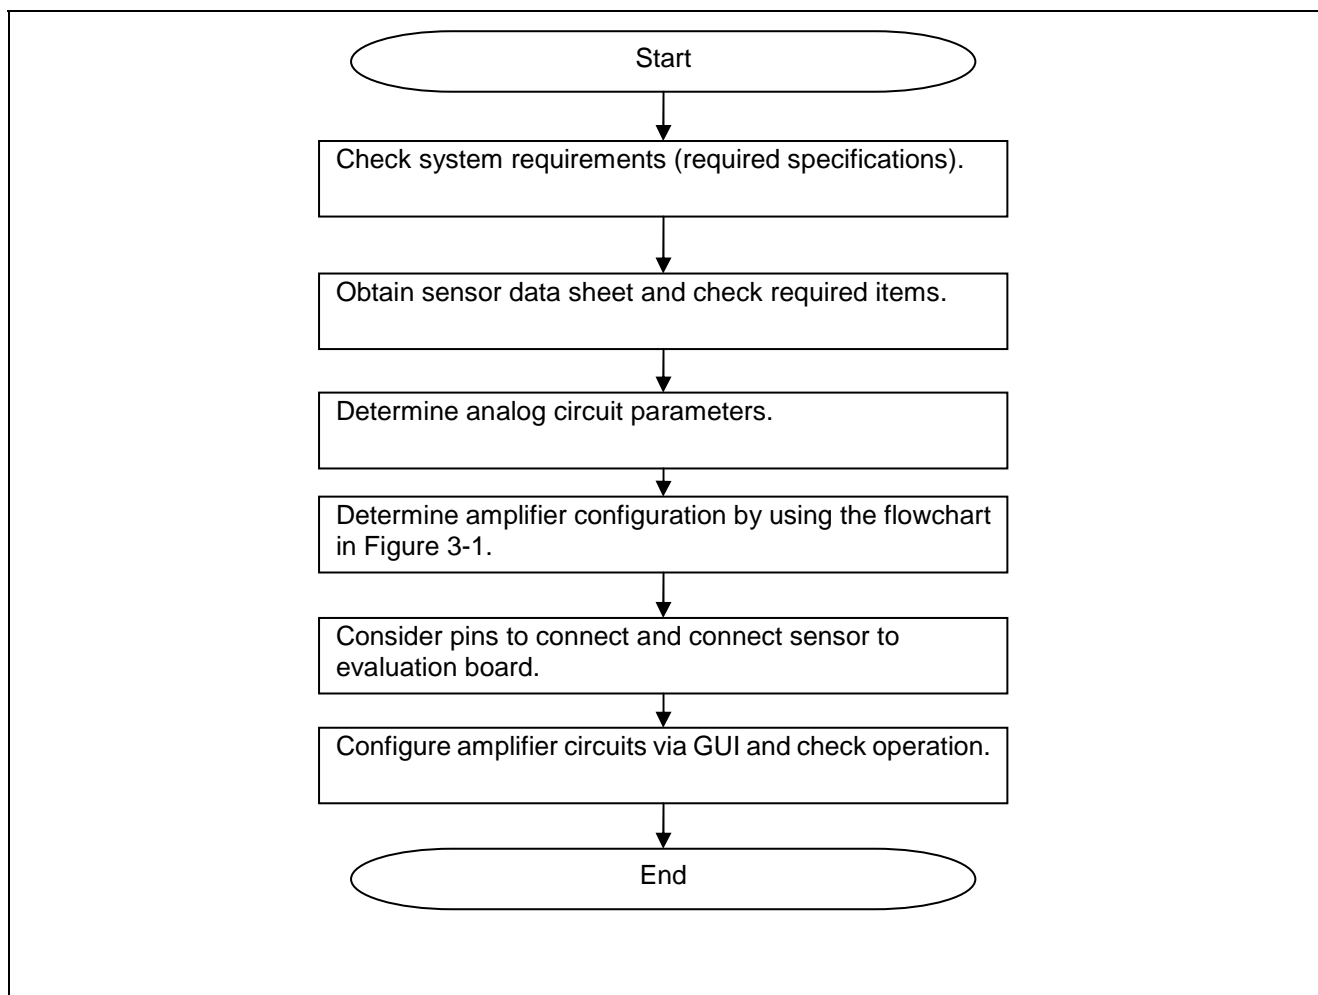 Start
Check system requirements (required specifications).
Obtain sensor data sheet and check required items.
Determine analog circuit parameters.
Determine amplifier configuration by using the flowchart
in Figure 3-1.
Consider pins to connect and connect sensor to
evaluation board.
Configure amplifier circuits via GUI and check operation.
End